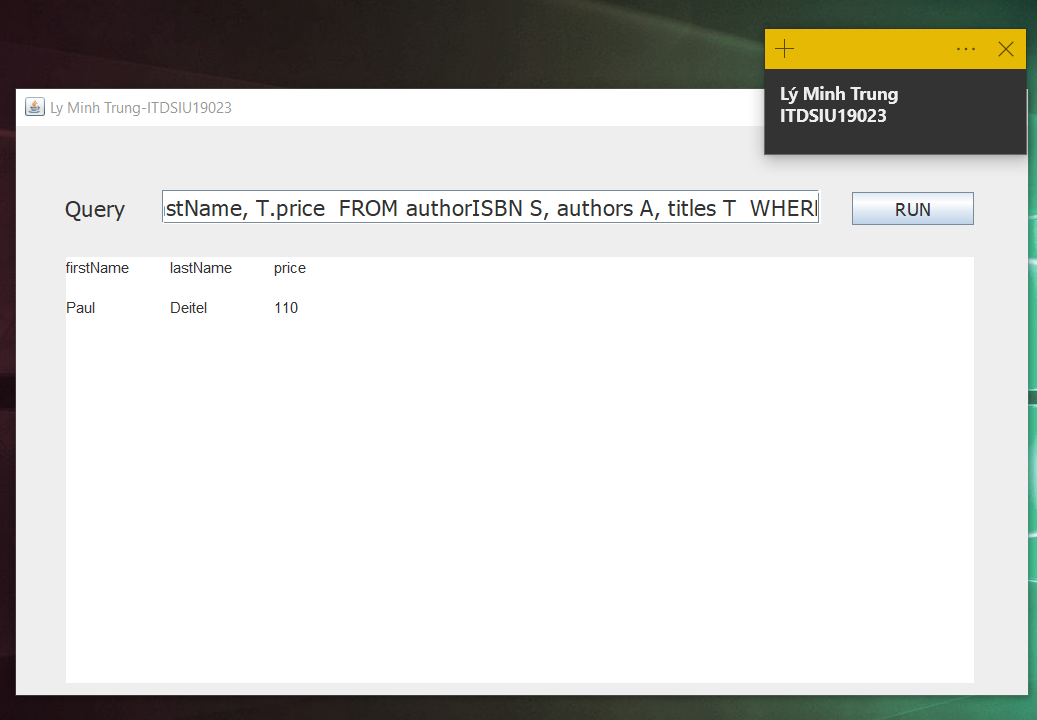 Lý Minh Trung
ITDSIU19023
Ly Minh Trung-ITDSIU19023
Query
stName, T.price  FROM authorISBN S, authors A, titles T  WHER
RUN
firstName lastName price
Paul Deitel 110